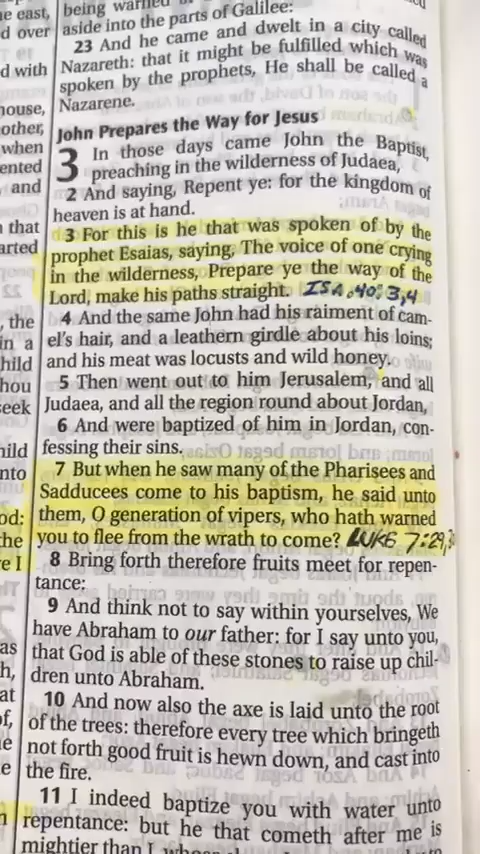 being warned of
aside into the parts of Galilee:
23 And he came and dwelt in a city called
Nazareth: that it might be fulfilled which was
spoken by the prophets, He shall be called a
Nazarene.
John Prepares the Way for Jesus
3 In those days came John the Baptist,
preaching in the wilderness of Judaea,
2 And saying, Repent ye: for the kingdom of
heaven is at hand.
3 For this is he that was spoken of by the
prophet Esaias, saying, The voice of one crying
in the wilderness, Prepare ye the way of the
Lord, make his paths straight. ISA. 40:3,4
4 And the same John had his raiment of cam-
el's hair, and a leathern girdle about his loins;
and his meat was locusts and wild honey.
5 Then went out to him Jerusalem, and all
Judaea, and all the region round about Jordan,
6 And were baptized of him in Jordan, con-
fessing their sins.
7 But when he saw many of the Pharisees and
Sadducees come to his baptism, he said unto
them, O generation of vipers, who hath warned
you to flee from the wrath to come? LUKE 7:29,
8 Bring forth therefore fruits meet for repen-
tance:
9 And think not to say within yourselves, We
have Abraham to our father: for I say unto you,
that God is able of these stones to raise up chil-
dren unto Abraham.
10 And now also the axe is laid unto the root
of the trees: therefore every tree which bringeth
not forth good fruit is hewn down, and cast into
the fire.
11 I indeed baptize you with water unto
repentance: but he that cometh after me is
mightier than I, whose